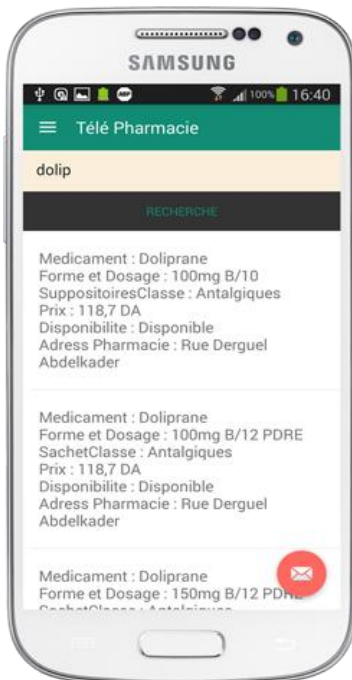 SAMSUNG
100% 16:40
Télé Pharmacie
dolip
RECHERCHE
Medicament : Doliprane
Forme et Dosage : 100mg B/10
SuppositoiresClasse : Antalgiques
Prix : 118,7 DA
Disponibilite : Disponible
Adress Pharmacie : Rue Derguel
Abdelkader
Medicament : Doliprane
Forme et Dosage : 100mg B/12 PDRE
SachetClasse : Antalgiques
Prix : 118,7 DA
Disponibilite : Disponible
Adress Pharmacie : Rue Derguel
Abdelkader
Medicament : Doliprane
Forme et Dosage : 150mg B/12 PDRE
SachetClasse : Antalgiques